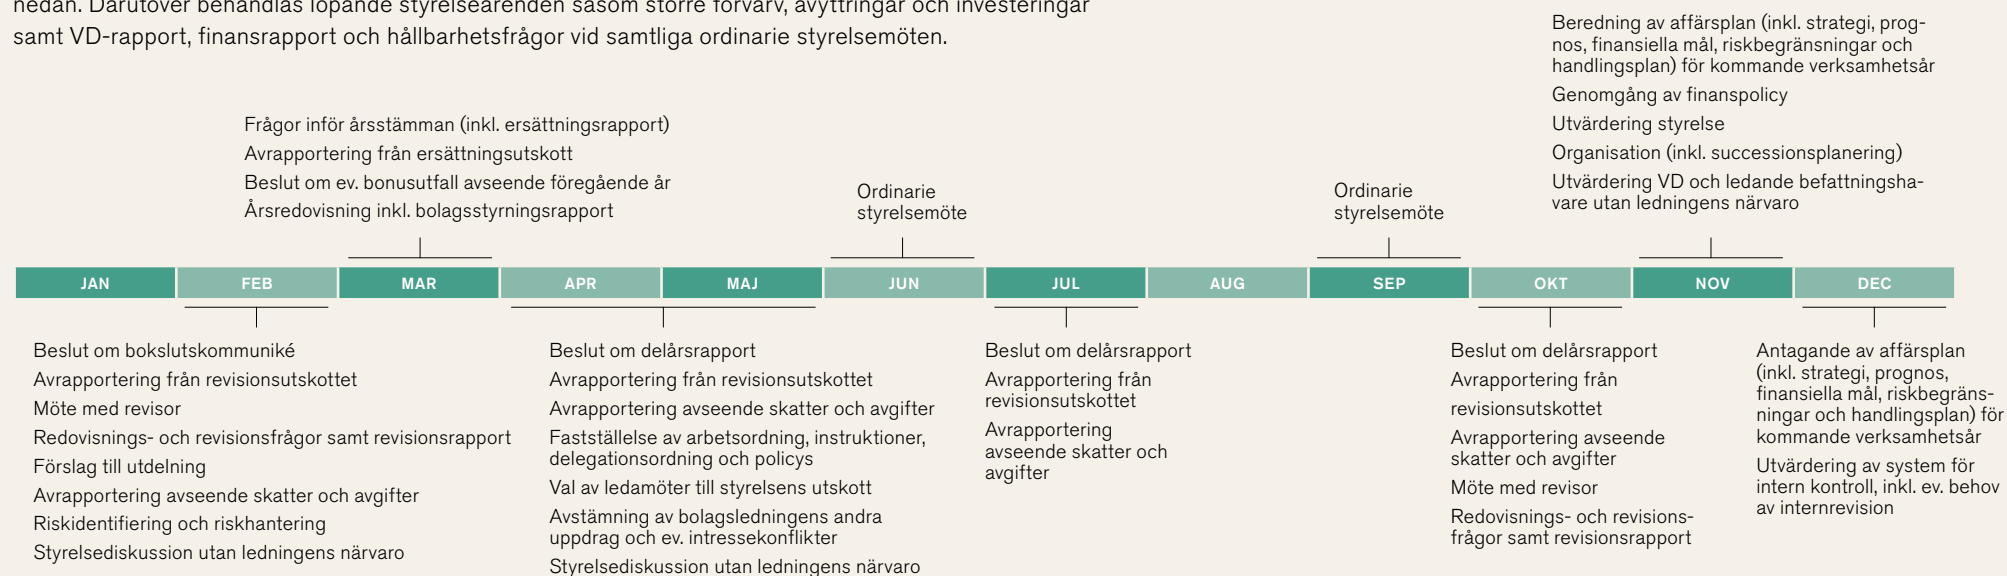 nedan. Därutöver behandlas löpande styrelseärenden såsom större förvärv, avyttringar och investeringar
samt VD-rapport, finansrapport och hållbarhetsfrågor vid samtliga ordinarie styrelsemöten.
Frågor inför årsstämman (inkl. ersättningsrapport)
Avrapportering från ersättningsutskott
Beslut om ev. bonusutfall avseende föregående år
Årsredovisning inkl. bolagsstyrningsrapport
Ordinarie
styrelsemöte
Ordinarie
styrelsemöte
Beredning av affärsplan (inkl. strategi, prog-
nos, finansiella mål, riskbegränsningar och
handlingsplan) för kommande verksamhetsår
Genomgång av finanspolicy
Utvärdering styrelse
Organisation (inkl. successionsplanering)
Utvärdering VD och ledande befattningsha-
vare utan ledningens närvaro
JAN FEB MAR APR MAJ JUN JUL AUG SEP OKT NOV DEC
Beslut om bokslutskommuniké
Avrapportering från revisionsutskottet
Möte med revisor
Redovisnings- och revisionsfrågor samt revisionsrapport
Förslag till utdelning
Avrapportering avseende skatter och avgifter
Riskidentifiering och riskhantering
Styrelsediskussion utan ledningens närvaro
Beslut om delårsrapport
Avrapportering från revisionsutskottet
Avrapportering avseende skatter och avgifter
Fastställelse av arbetsordning, instruktioner,
delegationsordning och policys
Val av ledamöter till styrelsens utskott
Avstämning av bolagsledningens andra
uppdrag och ev. intressekonflikter
Styrelsediskussion utan ledningens närvaro
Beslut om delårsrapport
Avrapportering från
revisionsutskottet
Avrapportering
avseende skatter och
avgifter
Beslut om delårsrapport
Avrapportering från
revisionsutskottet
Avrapportering avseende
skatter och avgifter
Möte med revisor
Redovisnings- och revisions-
frågor samt revisionsrapport
Antagande av affärsplan
(inkl. strategi, prognos,
finansiella mål, riskbegräns-
ningar och handlingsplan) för
kommande verksamhetsår
Utvärdering av system för
intern kontroll, inkl. ev. behov
av internrevision